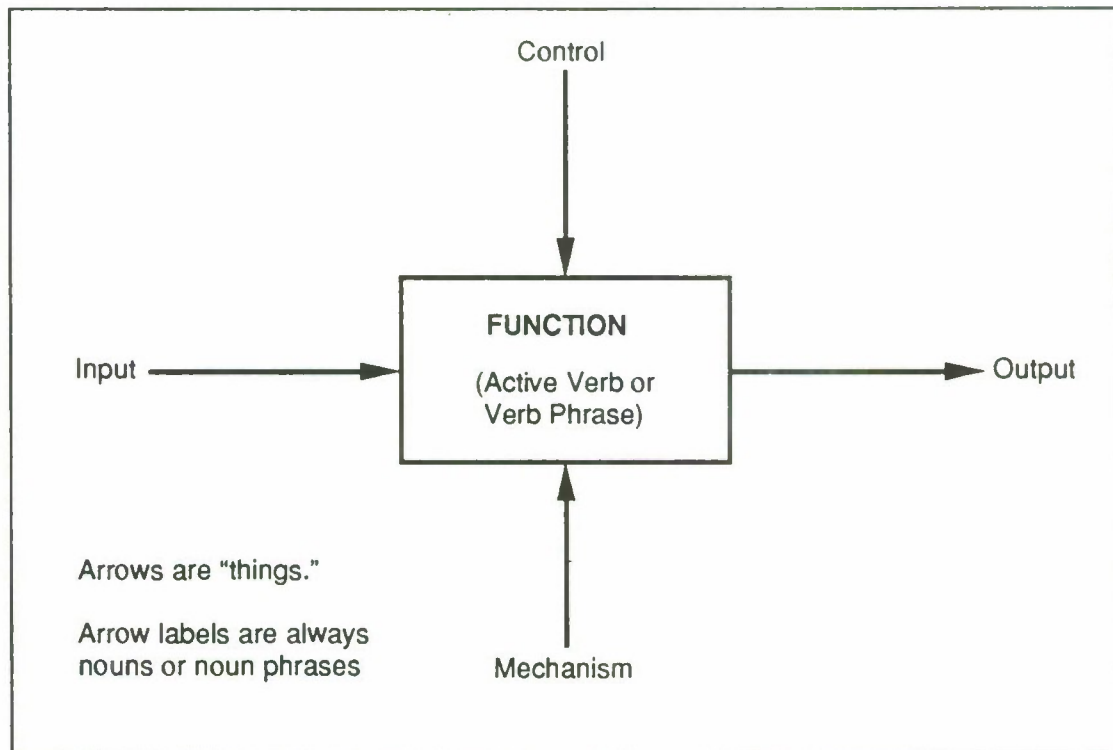 Control
FUNCTION
(Active Verb or
Verb Phrase)
Input
Output
Arrows are “things.”
Arrow labels are always
nouns or noun phrases
Mechanism